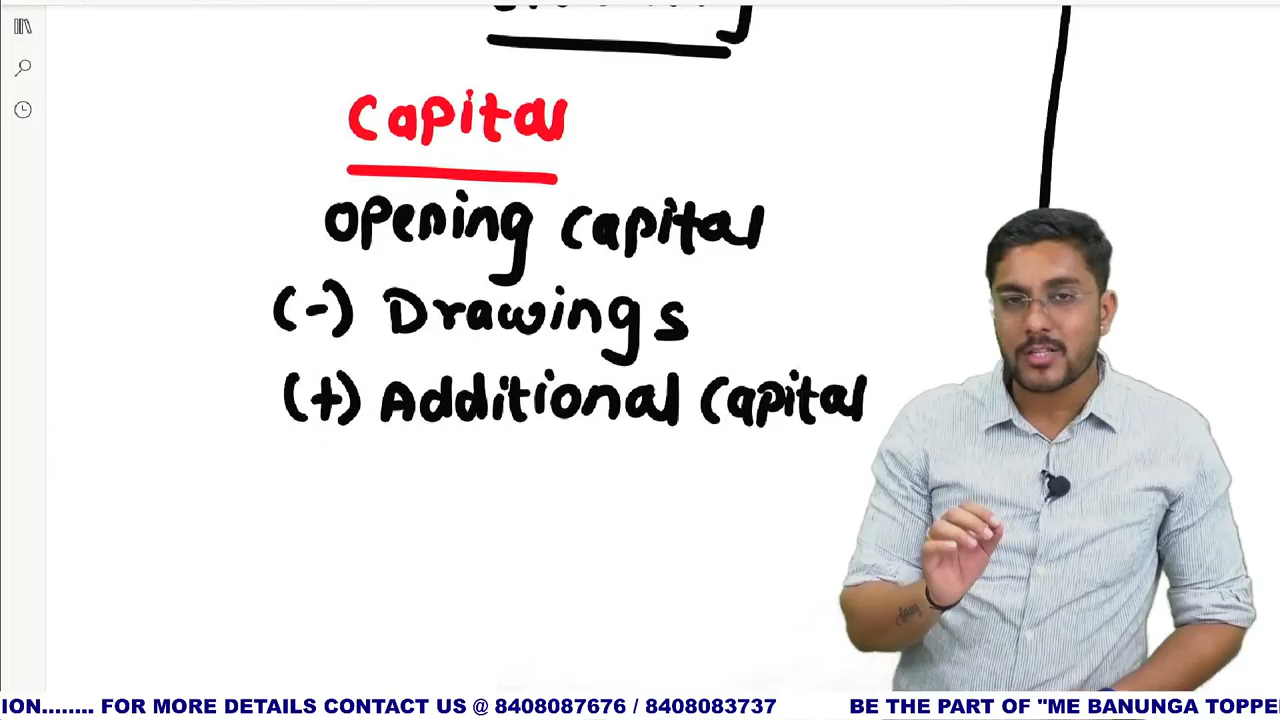 Capital
opening capital
(-) Drawings
(+) Additional Capital
ION........ FOR MORE DETAILS CONTACT US @ 8408087676 / 8408083737 BE THE PART OF "ME BANUNGA TOPPE